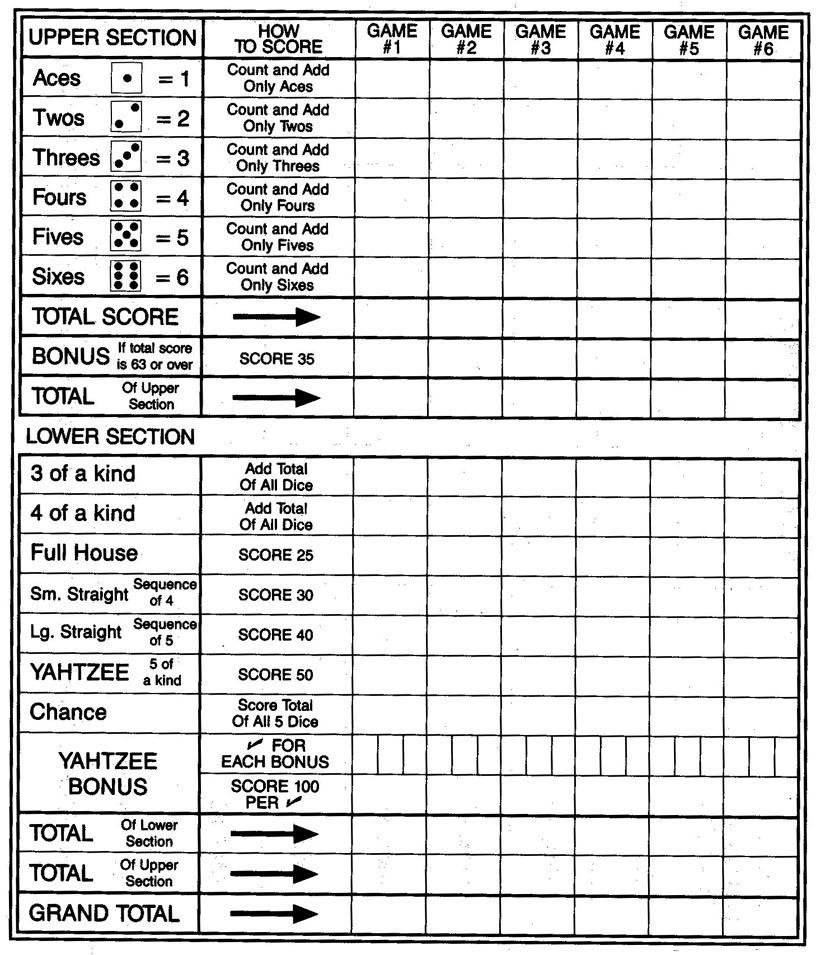 UPPER SECTION HOW TO SCORE GAME #1 GAME #2 GAME #3 GAME #4 GAME #5 GAME #6
Aces = 1 Count and Add Only Aces
Twos = 2 Count and Add Only Twos
Threes = 3 Count and Add Only Threes
Fours = 4 Count and Add Only Fours
Fives = 5 Count and Add Only Fives
Sixes = 6 Count and Add Only Sixes
TOTAL SCORE
BONUS If total score is 63 or over SCORE 35
TOTAL Of Upper Section
LOWER SECTION
3 of a kind Add Total Of All Dice
4 of a kind Add Total Of All Dice
Full House SCORE 25
Sm. Straight Sequence of 4 SCORE 30
Lg. Straight Sequence of 5 SCORE 40
YAHTZEE 5 of a kind SCORE 50
Chance Score Total Of All 5 Dice
YAHTZEE BONUS ✓ FOR EACH BONUS
SCORE 100 PER ✓
TOTAL Of Lower Section
TOTAL Of Upper Section
GRAND TOTAL